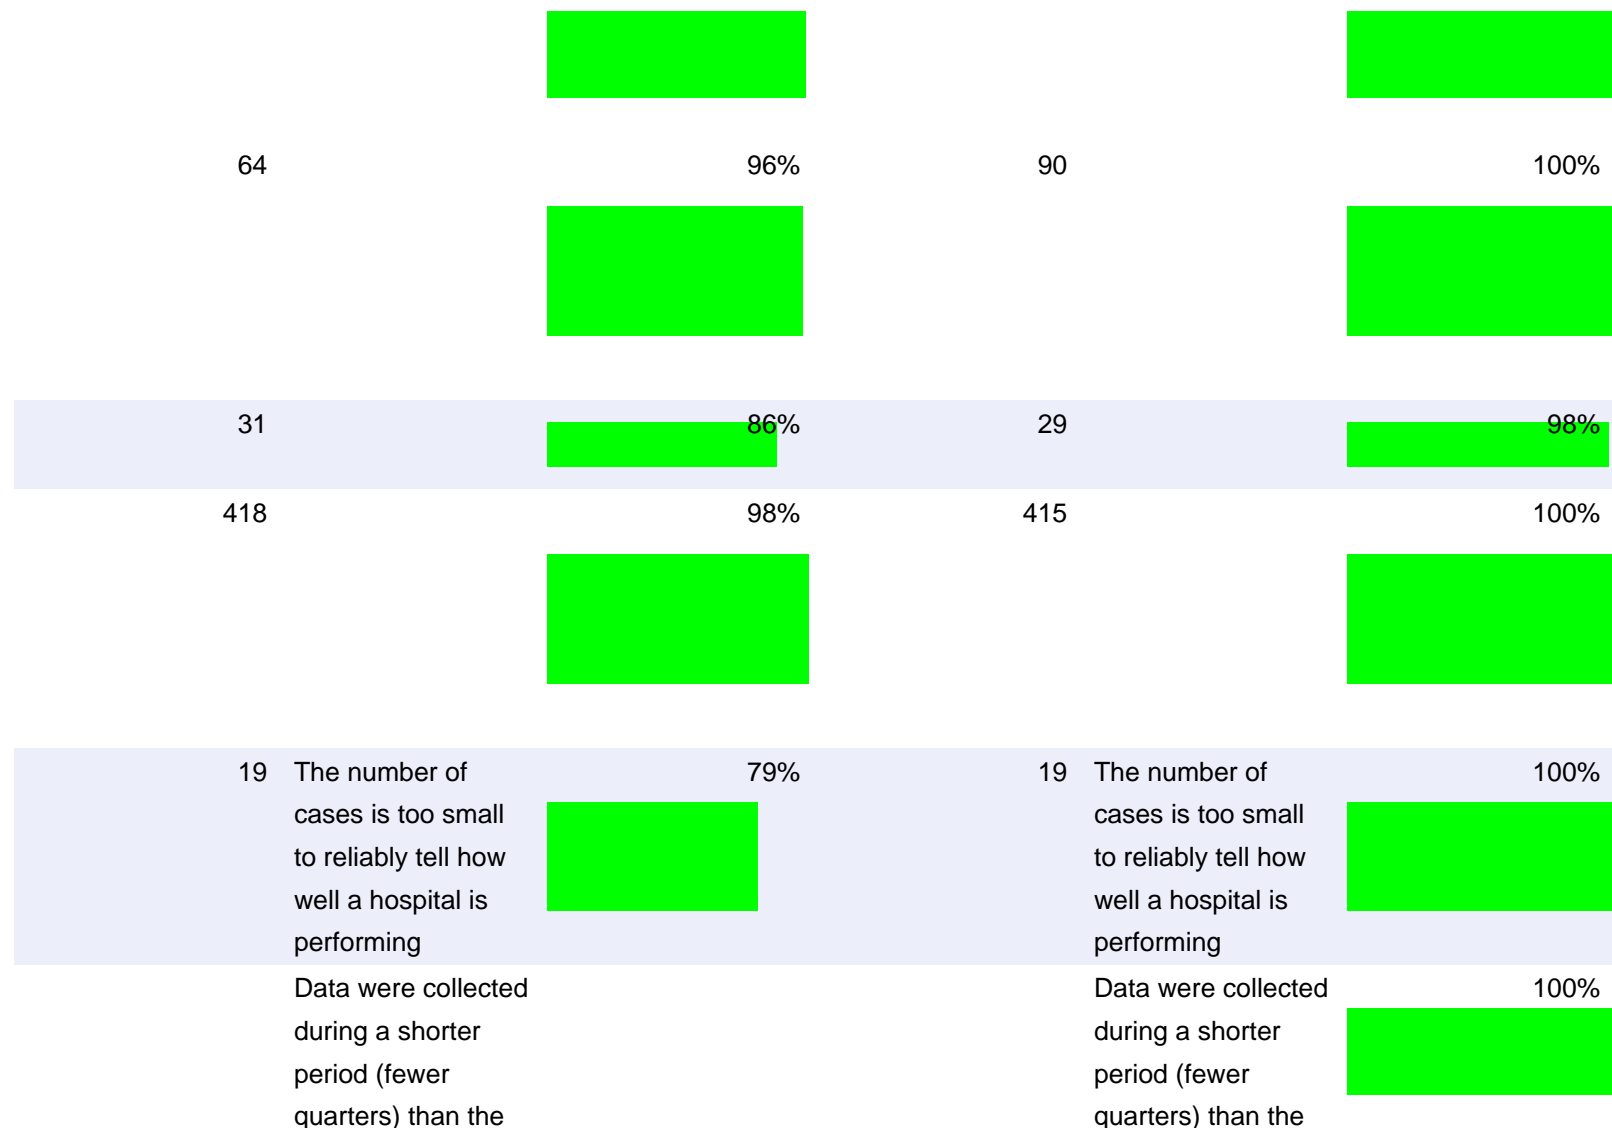 64 96% 90 100%
31 86% 29 98%
418 98% 415 100%
19 The number of 79% 19 The number of 100%
cases is too small cases is too small
to reliably tell how to reliably tell how
well a hospital is well a hospital is
performing performing
Data were collected Data were collected 100%
during a shorter during a shorter
period (fewer period (fewer
quarters) than the quarters) than the